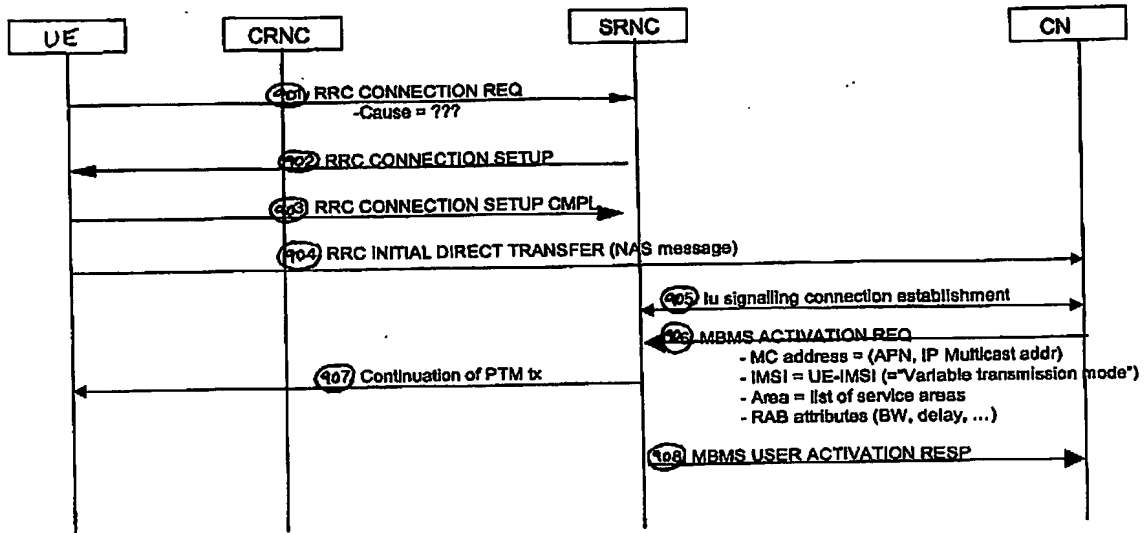 UE
CRNC
SRNC
CN
901 RRC CONNECTION REQ
-Cause = ???
902 RRC CONNECTION SETUP
903 RRC CONNECTION SETUP CMPL
904 RRC INITIAL DIRECT TRANSFER (NAS message)
905 Iu signalling connection establishment
906 MBMS ACTIVATION REQ
- MC address = (APN, IP Multicast addr)
- IMSI = UE-IMSI (="Variable transmission mode")
- Area = list of service areas
- RAB attributes (BW, delay, ...)
907 Continuation of PTM tx
908 MBMS USER ACTIVATION RESP